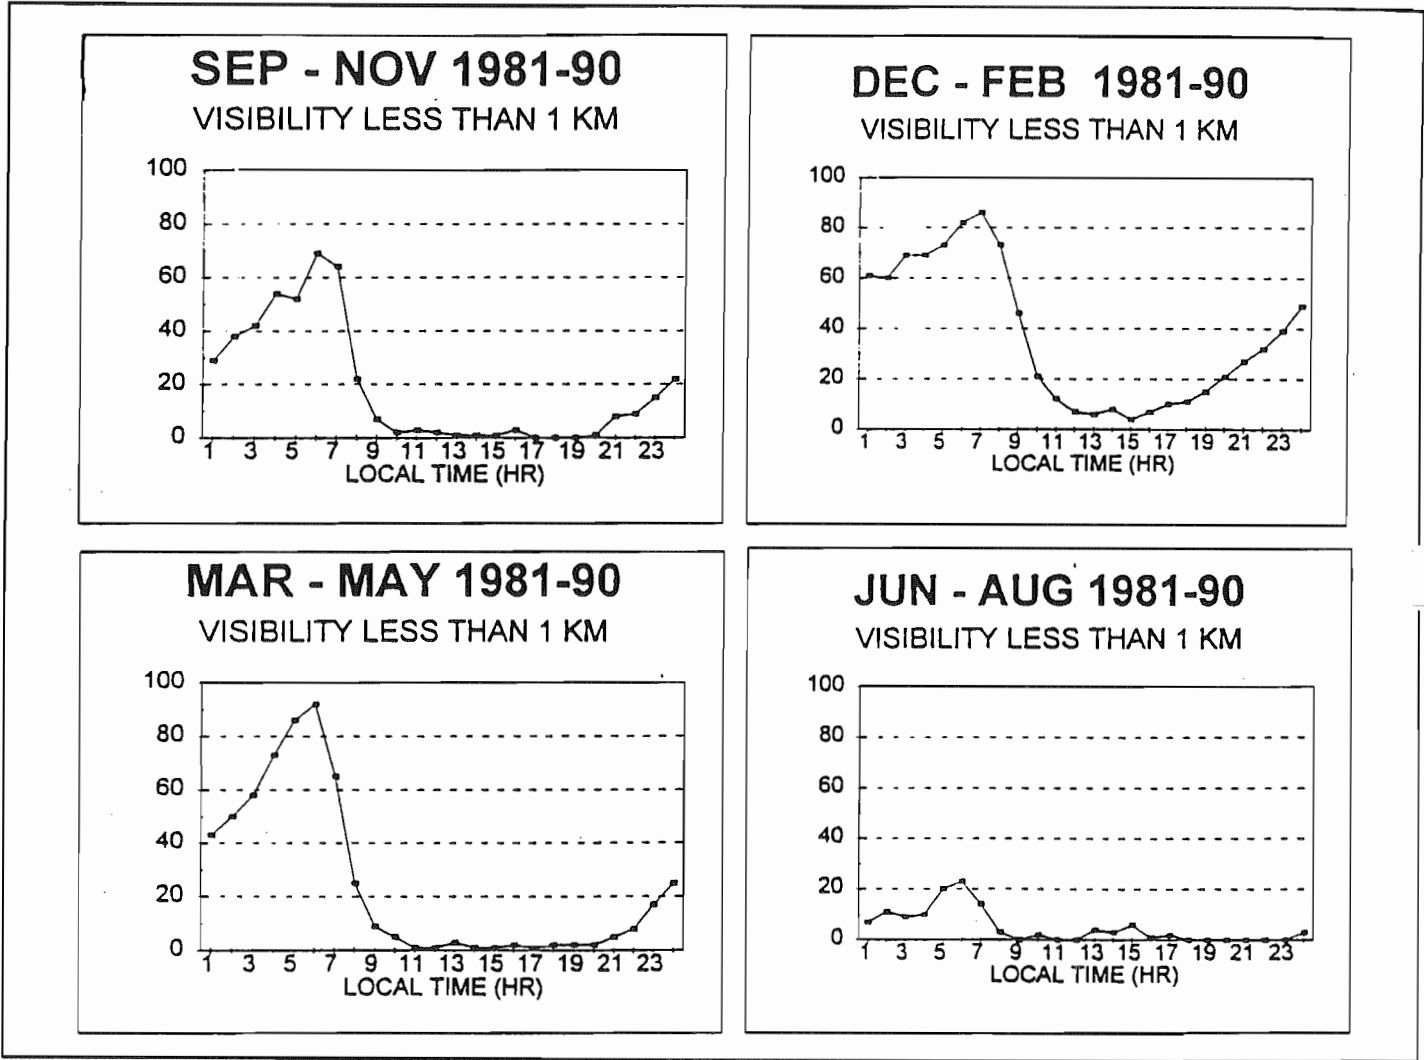 SEP - NOV 1981-90
VISIBILITY LESS THAN 1 KM
100
80
60
40
20
0
1 3 5 7 9 11 13 15 17 19 21 23
LOCAL TIME (HR)
DEC - FEB 1981-90
VISIBILITY LESS THAN 1 KM
100
80
60
40
20
0
1 3 5 7 9 11 13 15 17 19 21 23
LOCAL TIME (HR)
MAR - MAY 1981-90
VISIBILITY LESS THAN 1 KM
100
80
60
40
20
0
1 3 5 7 9 11 13 15 17 19 21 23
LOCAL TIME (HR)
JUN - AUG 1981-90
VISIBILITY LESS THAN 1 KM
100
80
60
40
20
0
1 3 5 7 9 11 13 15 17 19 21 23
LOCAL TIME (HR)